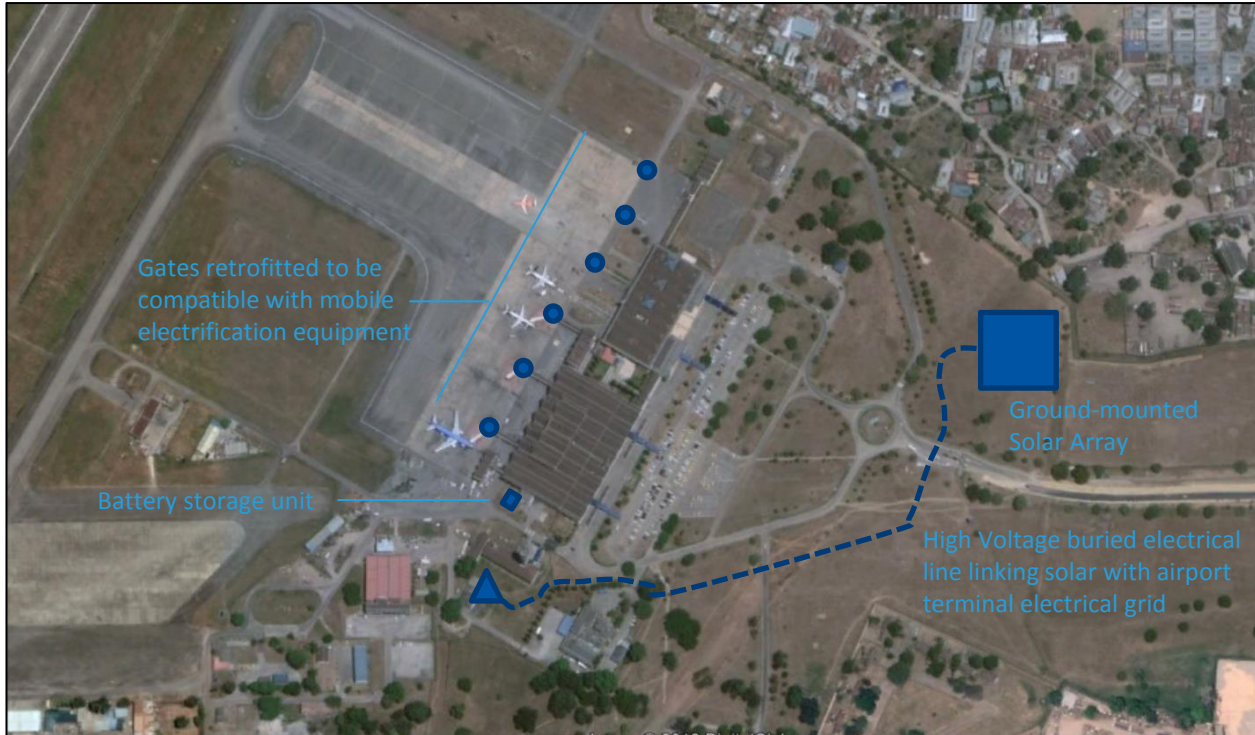 Gates retrofitted to be
compatible with mobile
electrification equipment
Ground-mounted
Solar Array
Battery storage unit
High Voltage buried electrical
line linking solar with airport
terminal electrical grid